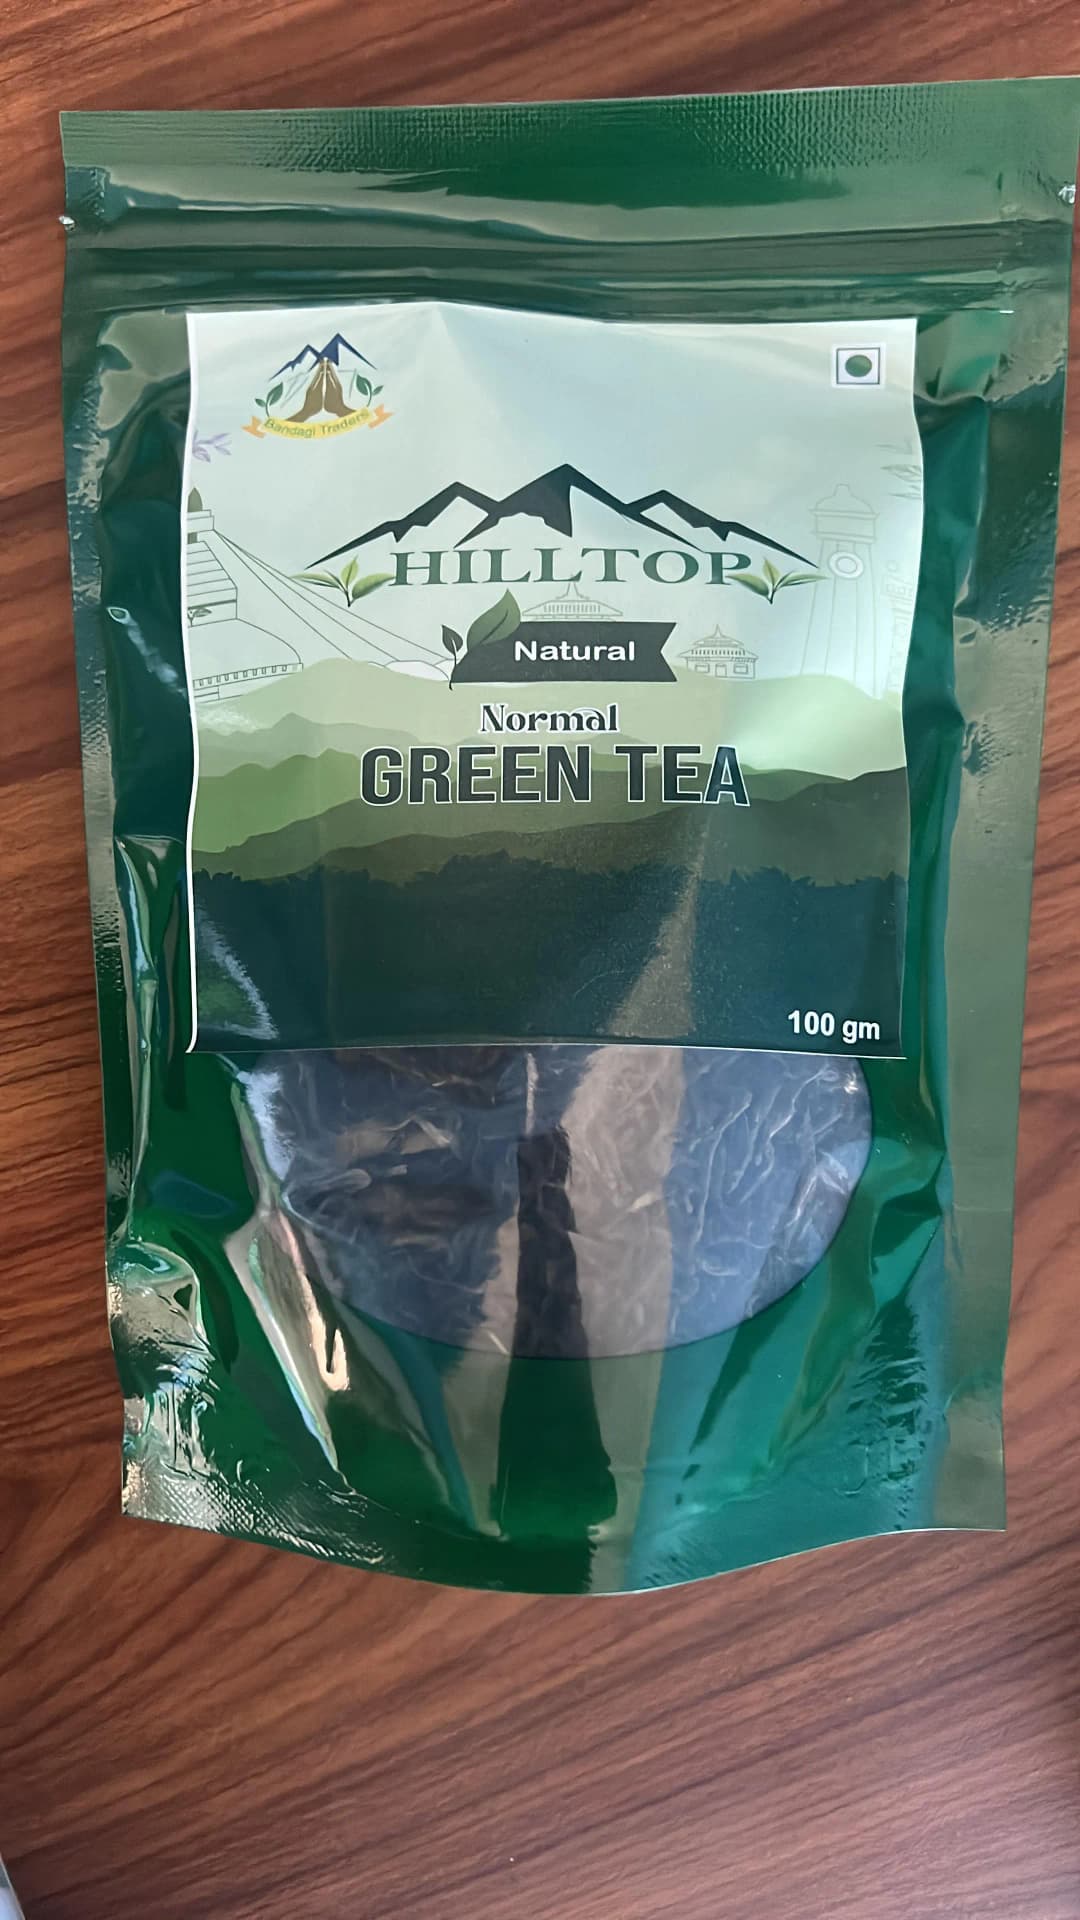 Bandagi Traders
HILLTOP
Natural
Normal
GREEN TEA
100 gm